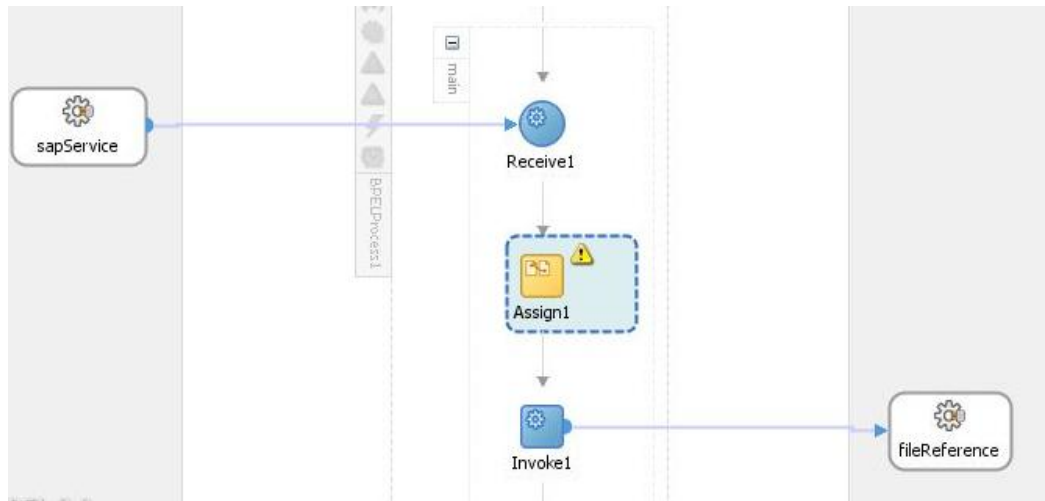 main
sapService
Receive1
BPELProcess1
Assign1
fileReference
Invoke1